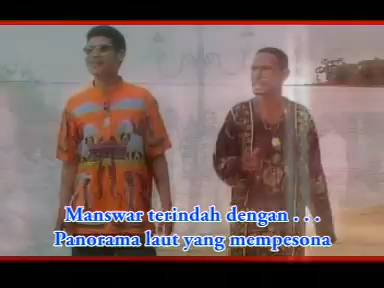 Manswar terindah dengan . . .
Panorama laut yang mempesona